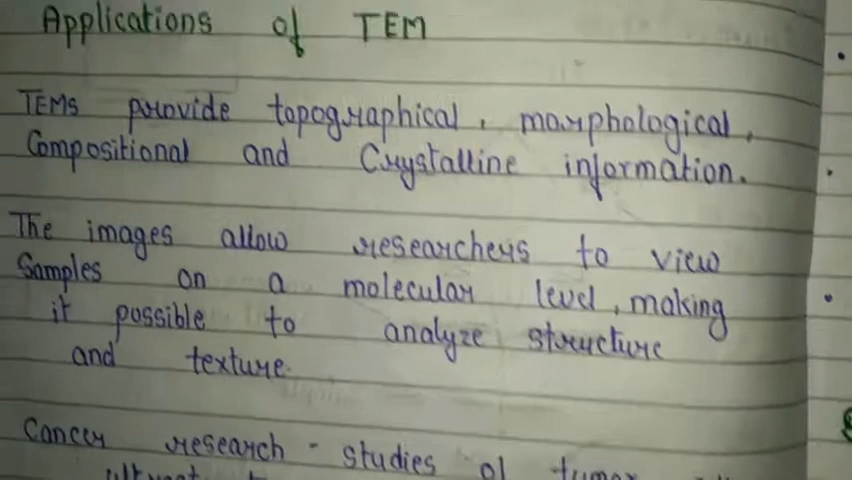 Applications of TEM
TEMs provide topographical, morphological,
Compositional and Crystalline information.
The images allow researchers to view
Samples on a molecular level, making
it possible to analyze structure
and texture.
Cancer research - studies of tumor